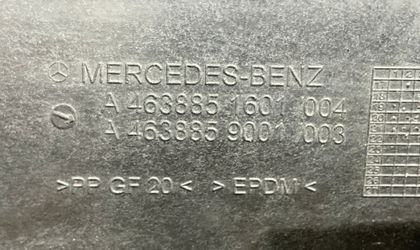 MERCEDES-BENZ
A 463885 1601 004
A 463885 9001 003
>PP GF 20< >EPDM<